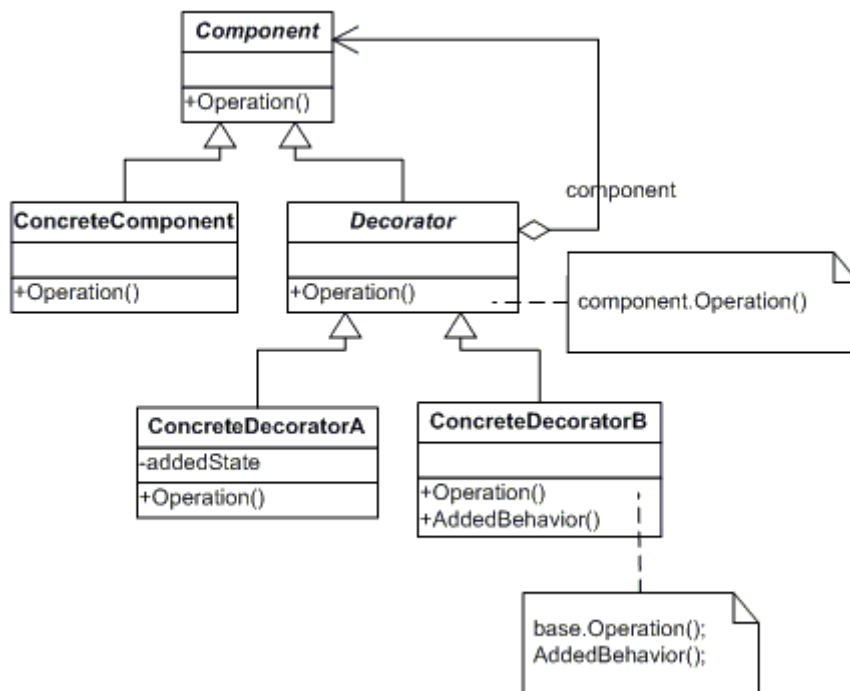 Component
+Operation()
component
ConcreteComponent
+Operation()
Decorator
+Operation()
component.Operation()
ConcreteDecoratorA
-addedState
+Operation()
ConcreteDecoratorB
+Operation()
+AddedBehavior()
base.Operation();
AddedBehavior();